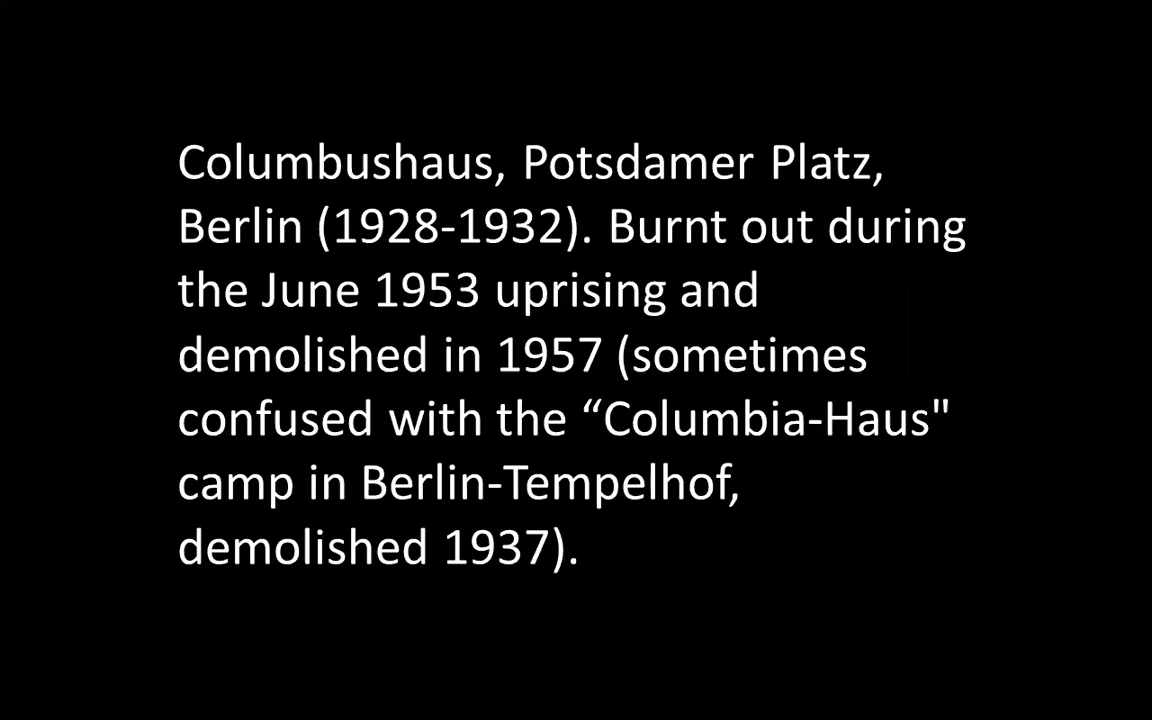 Columbushaus, Potsdamer Platz,
Berlin (1928-1932). Burnt out during
the June 1953 uprising and
demolished in 1957 (sometimes
confused with the “Columbia-Haus"
camp in Berlin-Tempelhof,
demolished 1937).